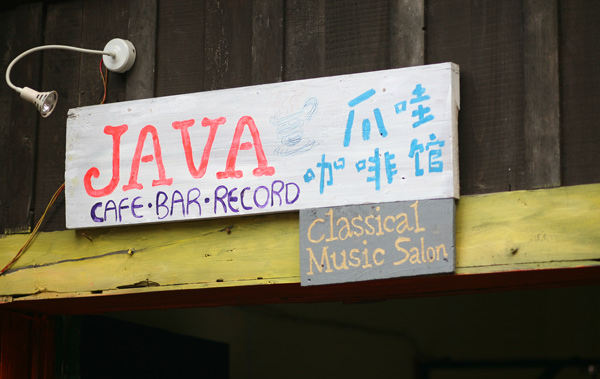 JAVA
CAFE·BAR·RECORD
爪哇
咖啡馆
Classical
Music Salon